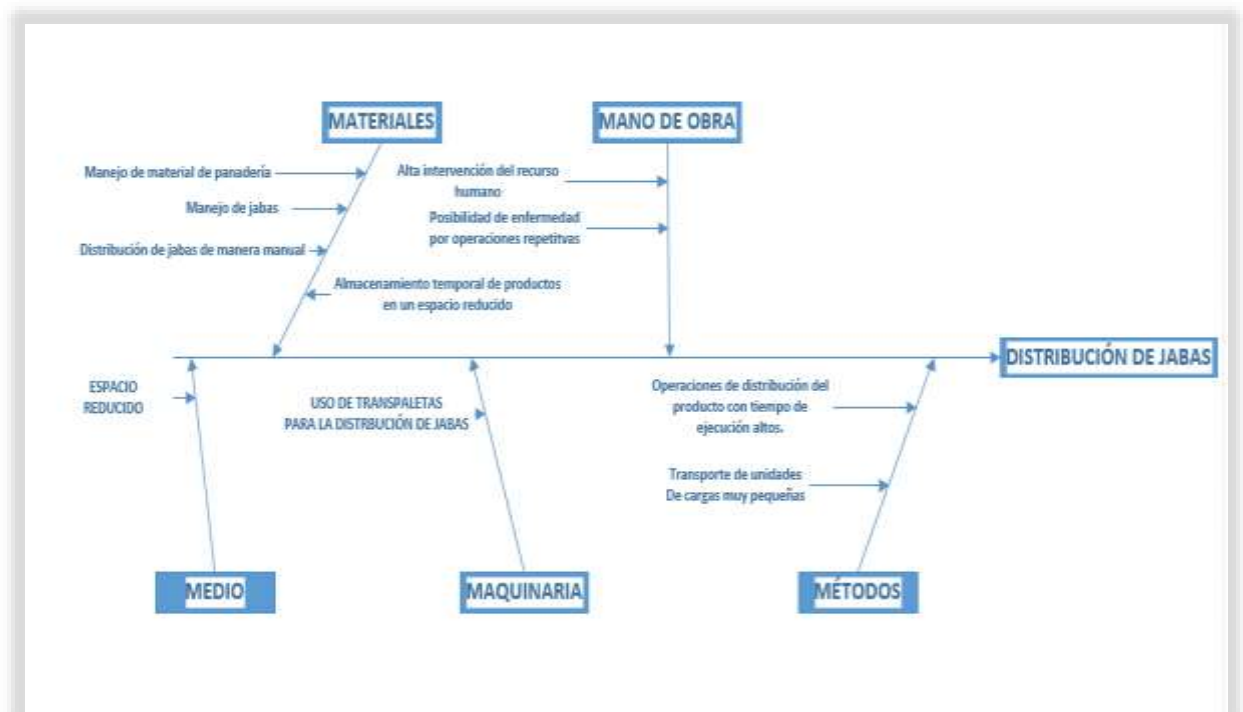 MATERIALES
MANO DE OBRA
Manejo de material de panadería
Manejo de jabas
Distribución de jabas de manera manual
Almacenamiento temporal de productos
en un espacio reducido
Alta intervención del recurso
humano
Posibilidad de enfermedad
por operaciones repetitvas
DISTRIBUCIÓN DE JABAS
ESPACIO
REDUCIDO
USO DE TRANSPALETAS
PARA LA DISTRBUCIÓN DE JABAS
Operaciones de distribución del
producto con tiempo de
ejecución altos.
Transporte de unidades
De cargas muy pequeñas
MEDIO
MAQUINARIA
MÉTODOS